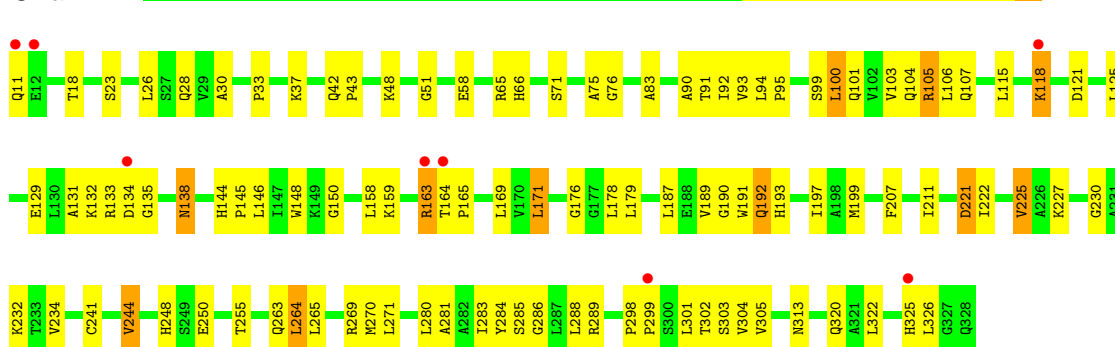 Q11 E12 T18 S23 L26 S27 Q28 V29 A30 P33 K37 Q42 P43 K48 G51 E58 R65 H66 S71 A75 G76 A83 A90 T91 I92 V93 L94 P95 S99 L100 Q101 V102 V103 Q104 R105 L106 Q107 L115 K118 D121 L125
E129 L130 A131 K132 R133 D134 G135 N138 H144 P145 L146 I147 W148 K149 G150 L158 K159 R163 T164 P165 L169 V170 L171 G176 G177 L178 L179 L187 E188 V189 G190 W191 Q192 H193 I197 A198 M199 F207 I211 D221 I222 V225 A226 K227 G230 A231
K232 T233 V234 C241 V244 H248 S249 E250 T255 Q263 L264 L265 R269 M270 L271 L280 A281 A282 I283 Y284 S285 G286 L287 L288 R289 P298 P299 S300 L301 T302 S303 V304 V305 N313 Q320 A321 L322 H325 L326 G327 Q328